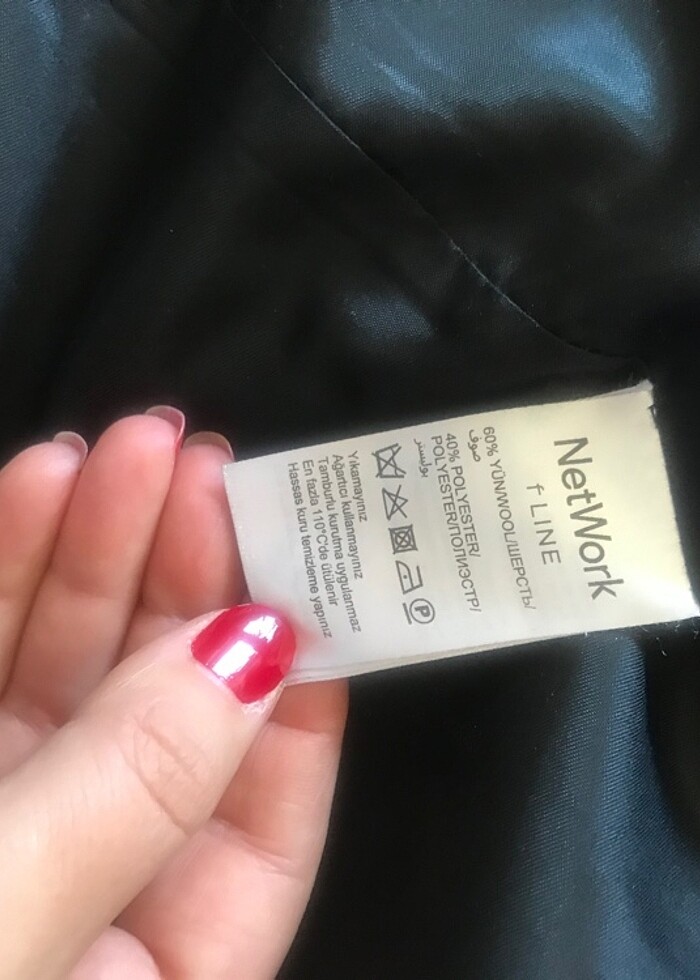 NetWork
f LINE
60% YÜN/WOOL/ШЕРСТЬ/
صوف
40% POLYESTER/
POLYESTER/ПОЛИЭСТР/
بوليستر
P
Yıkamayınız
Ağartıcı kullanmayınız
Tamburlu kurutma uygulanmaz
En fazla 110°C'de ütülenir
Hassas kuru temizleme yapınız